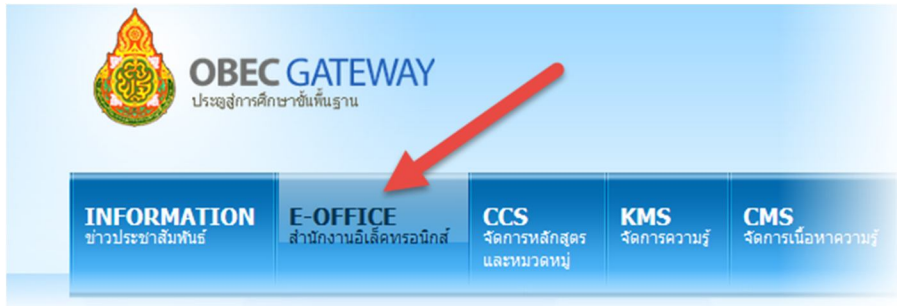 OBEC GATEWAY
ประตูสู่การศึกษาขั้นพื้นฐาน
INFORMATION
ข่าวประชาสัมพันธ์
E-OFFICE
สำนักงานอิเล็คทรอนิกส์
CCS
จัดการหลักสูตร
และหมวดหมู่
KMS
จัดการความรู้
CMS
จัดการเนื้อหาความรู้